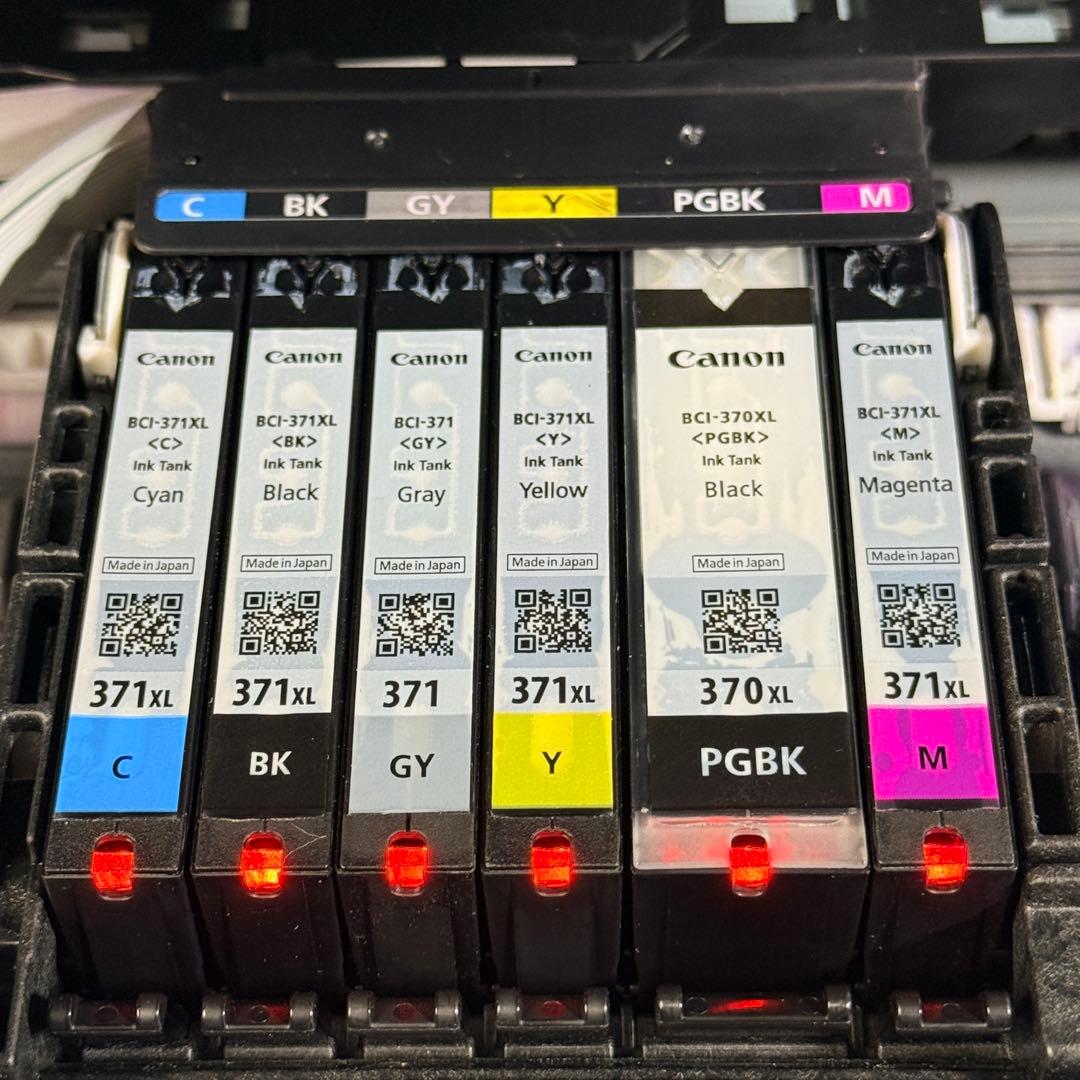 C BK GY Y PGBK M
Canon
BCI-371XL
<C>
Ink Tank
Cyan
Made in Japan
371XL
C
Canon
BCI-371XL
<BK>
Ink Tank
Black
Made in Japan
371XL
BK
Canon
BCI-371
<GY>
Ink Tank
Gray
Made in Japan
371
GY
Canon
BCI-371XL
<Y>
Ink Tank
Yellow
Made in Japan
371XL
Y
Canon
BCI-370XL
<PGBK>
Ink Tank
Black
Made in Japan
370XL
PGBK
Canon
BCI-371XL
<M>
Ink Tank
Magenta
Made in Japan
371XL
M